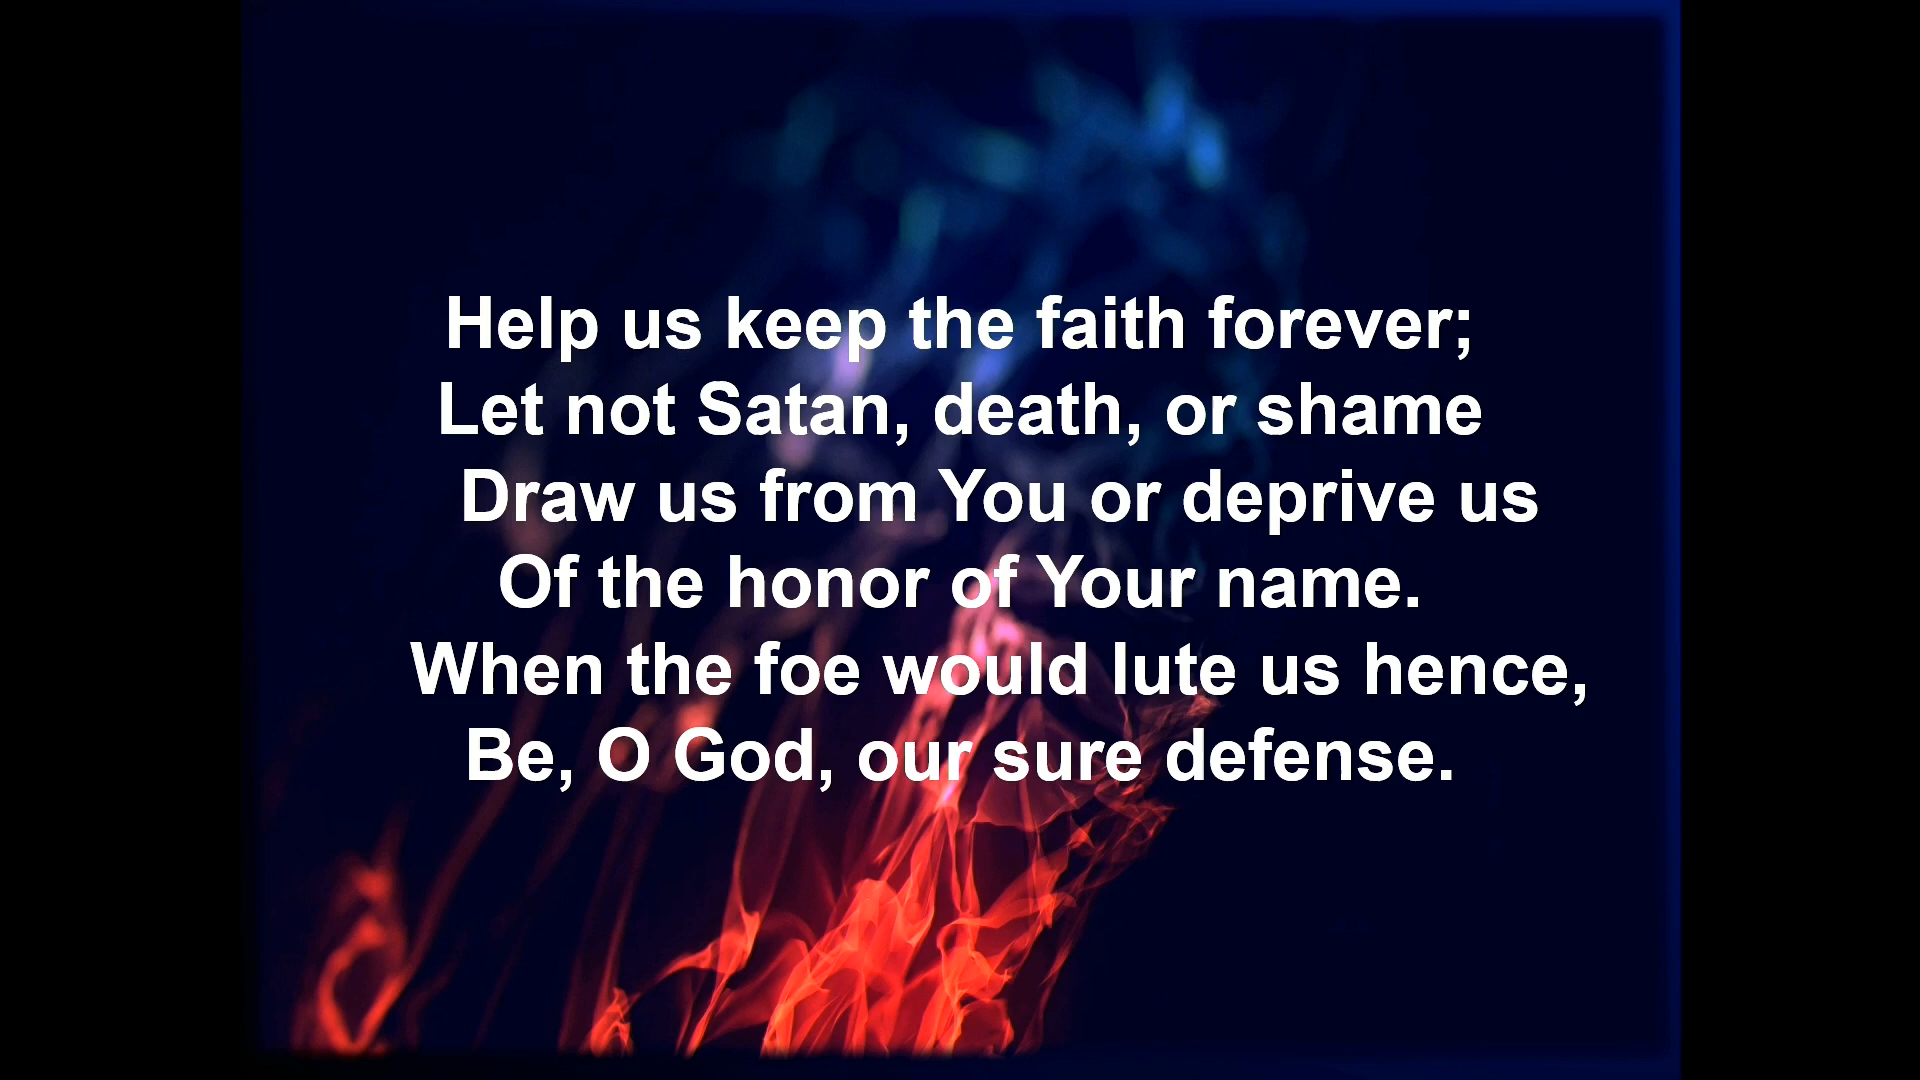 Help us keep the faith forever;
Let not Satan, death, or shame
Draw us from You or deprive us
Of the honor of Your name.
When the foe would lute us hence,
Be, O God, our sure defense.